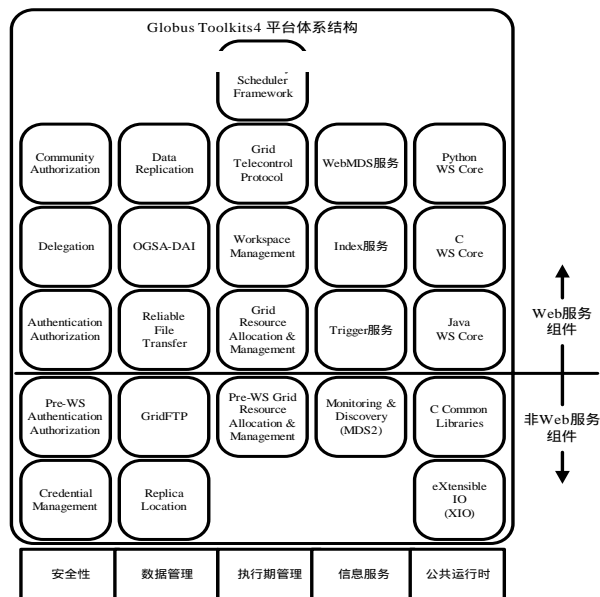 Globus Toolkits4 平台体系结构
Scheduler
Framework
Community
Authorization
Data
Replication
Grid
Telecontrol
Protocol
WebMDS服务
Python
WS Core
Delegation
OGSA-DAI
Workspace
Management
Index服务
C
WS Core
Authentication
Authorization
Reliable
File
Transfer
Grid
Resource
Allocation &
Management
Trigger服务
Java
WS Core
Web服务
组件
Pre-WS
Authentication
Authorization
GridFTP
Pre-WS Grid
Resource
Allocation &
Management
Monitoring &
Discovery
(MDS2)
C Common
Libraries
非Web服务
组件
Credential
Management
Replica
Location
eXtensible
IO
(XIO)
安全性
数据管理
执行期管理
信息服务
公共运行时